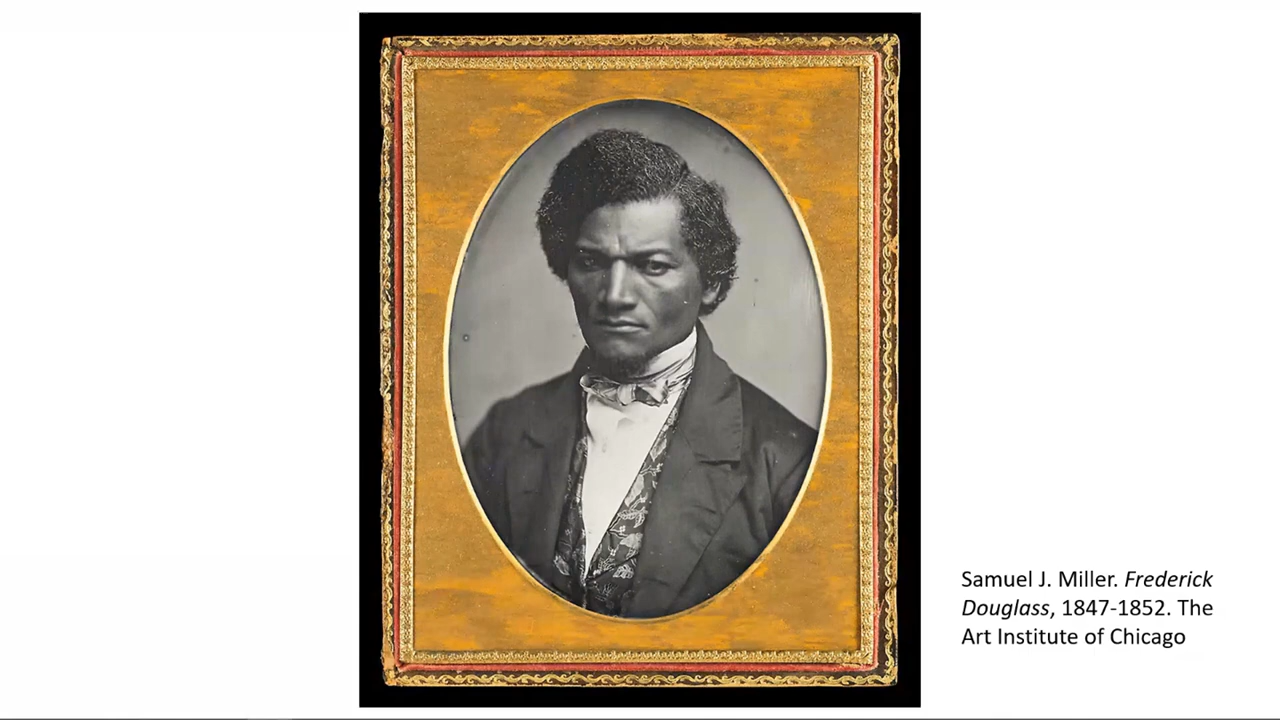 Samuel J. Miller. Frederick
Douglass, 1847-1852. The
Art Institute of Chicago